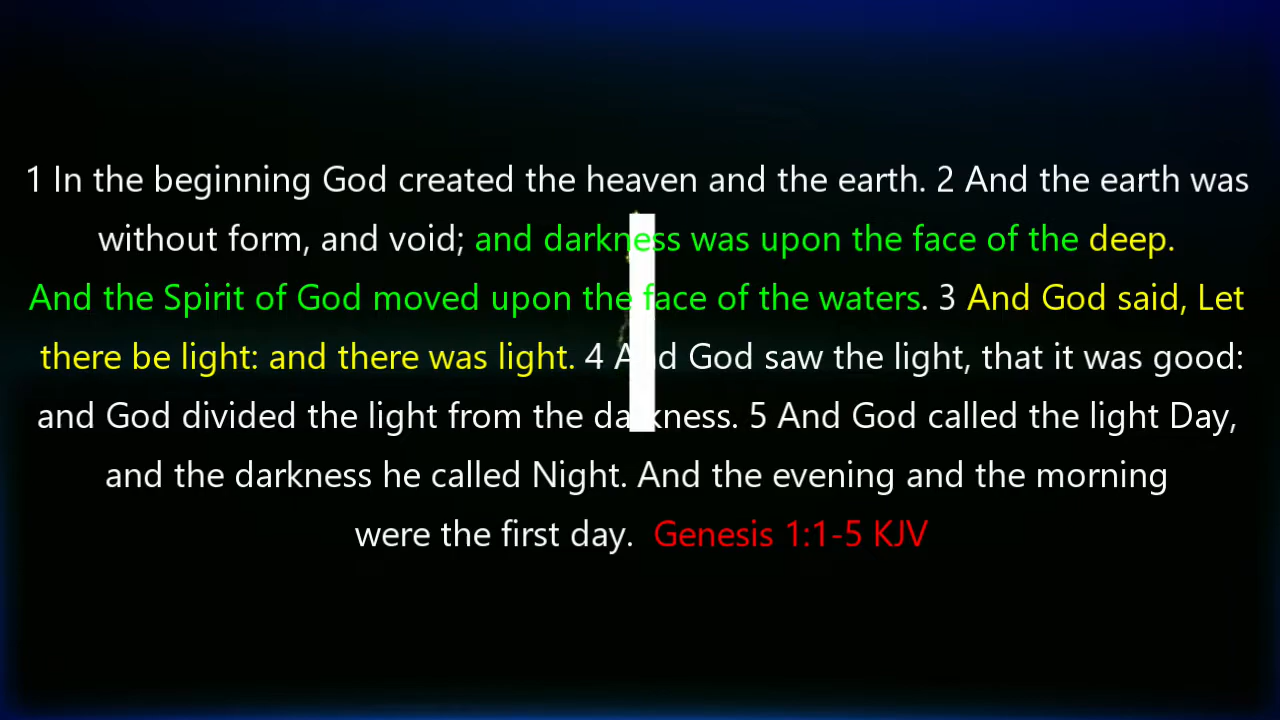 1 In the beginning God created the heaven and the earth. 2 And the earth was
without form, and void; and darkness was upon the face of the deep.
And the Spirit of God moved upon the face of the waters. 3 And God said, Let
there be light: and there was light. 4 And God saw the light, that it was good:
and God divided the light from the darkness. 5 And God called the light Day,
and the darkness he called Night. And the evening and the morning
were the first day. Genesis 1:1-5 KJV